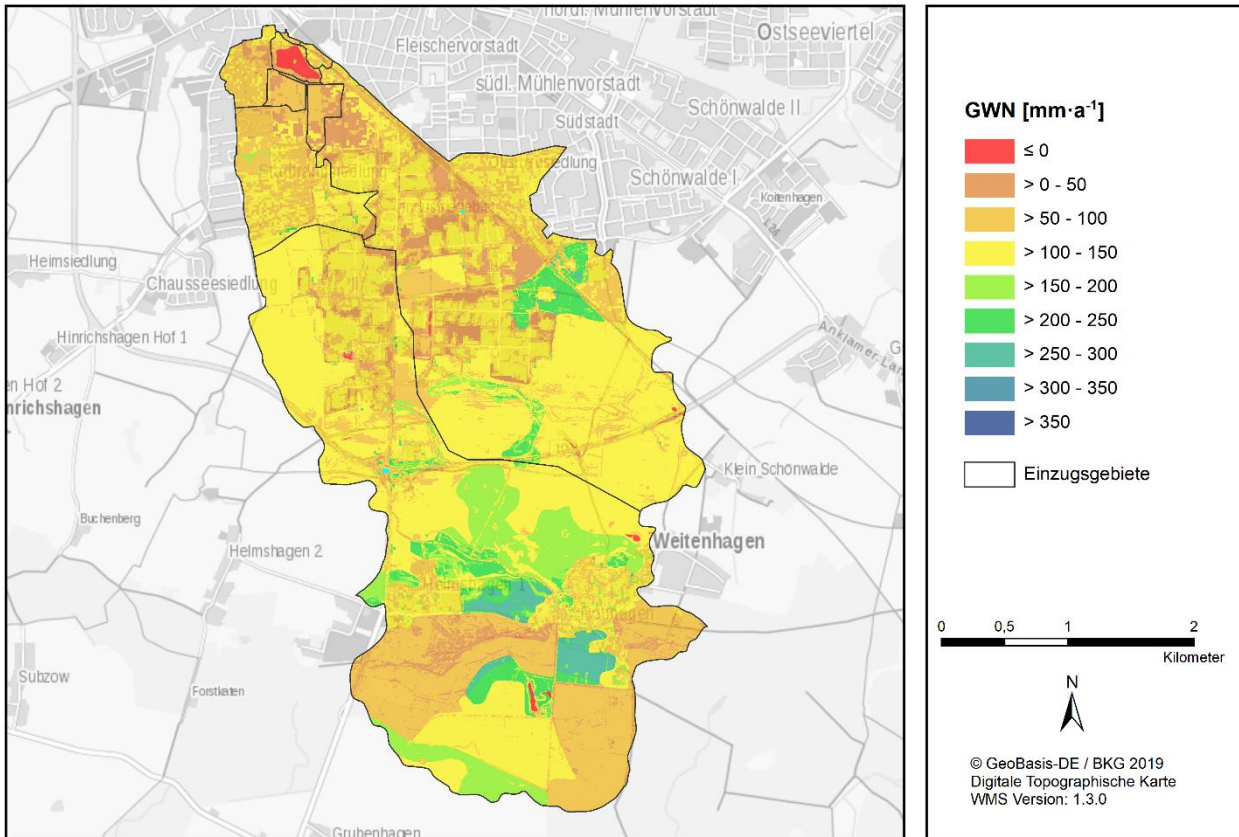 nördl. Mühlenvorstadt
Ostseeviertel
Fleischervorstadt
südl. Mühlenvorstadt
Schönwalde II
Südstadt
Schönwalde I
Koitenhagen
L 26
Heimsiedlung
Chausseesiedlung
Hinrichshagen Hof 1
Anklamer Lan
en Hof 2
nrichshagen
Klein Schönwalde
Buchenberg
Helmshagen 2
Weitenhagen
Helmshagen 1
Subzow
Forstkaten
Grubenhagen
GWN [mm·a⁻¹]
≤ 0
> 0 - 50
> 50 - 100
> 100 - 150
> 150 - 200
> 200 - 250
> 250 - 300
> 300 - 350
> 350
Einzugsgebiete
0 0,5 1 2
Kilometer
N
© GeoBasis-DE / BKG 2019
Digitale Topographische Karte
WMS Version: 1.3.0